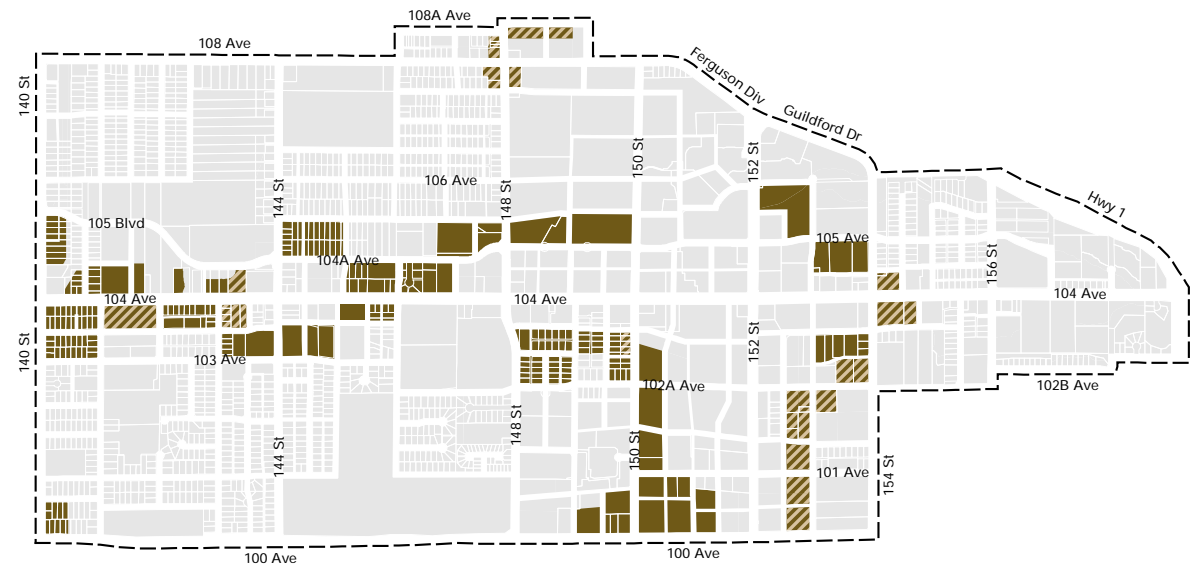 108A Ave
108 Ave
Ferguson Div
Guildford Dr
140 St
150 St
152 St
106 Ave
144 St
148 St
Hwy 1
105 Blvd
105 Ave
104A Ave
156 St
104 Ave
104 Ave
104 Ave
140 St
152 St
103 Ave
102A Ave
102B Ave
148 St
144 St
150 St
101 Ave
154 St
100 Ave
100 Ave